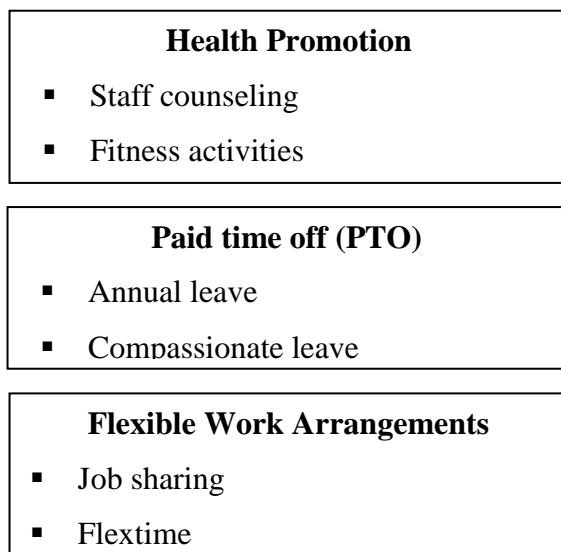 Health Promotion
▪ Staff counseling
▪ Fitness activities
Paid time off (PTO)
▪ Annual leave
▪ Compassionate leave
Flexible Work Arrangements
▪ Job sharing
▪ Flextime